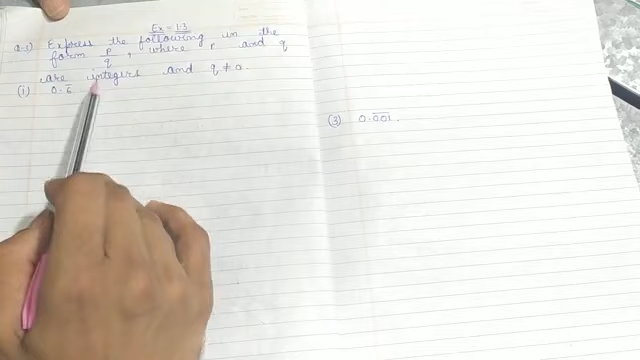 Ex = 1.3
Q-1) Express the following in the
form p/q, where p and q
are integers and q ≠ 0.
(i) 0.6̅
(3) 0.0̅0̅1̅.